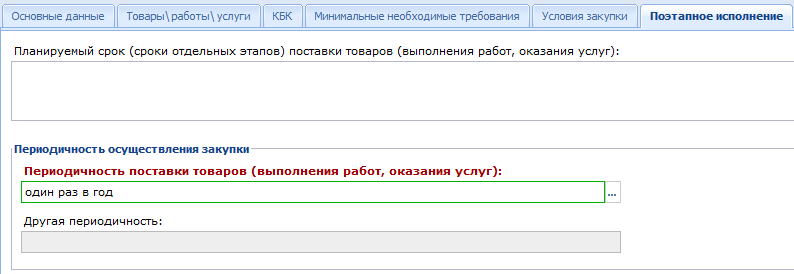 Основные данные Товары\ работы\ услуги КБК Минимальные необходимые требования Условия закупки Поэтапное исполнение
Планируемый срок (сроки отдельных этапов) поставки товаров (выполнения работ, оказания услуг):
Периодичность осуществления закупки
Периодичность поставки товаров (выполнения работ, оказания услуг):
один раз в год ...
Другая периодичность: